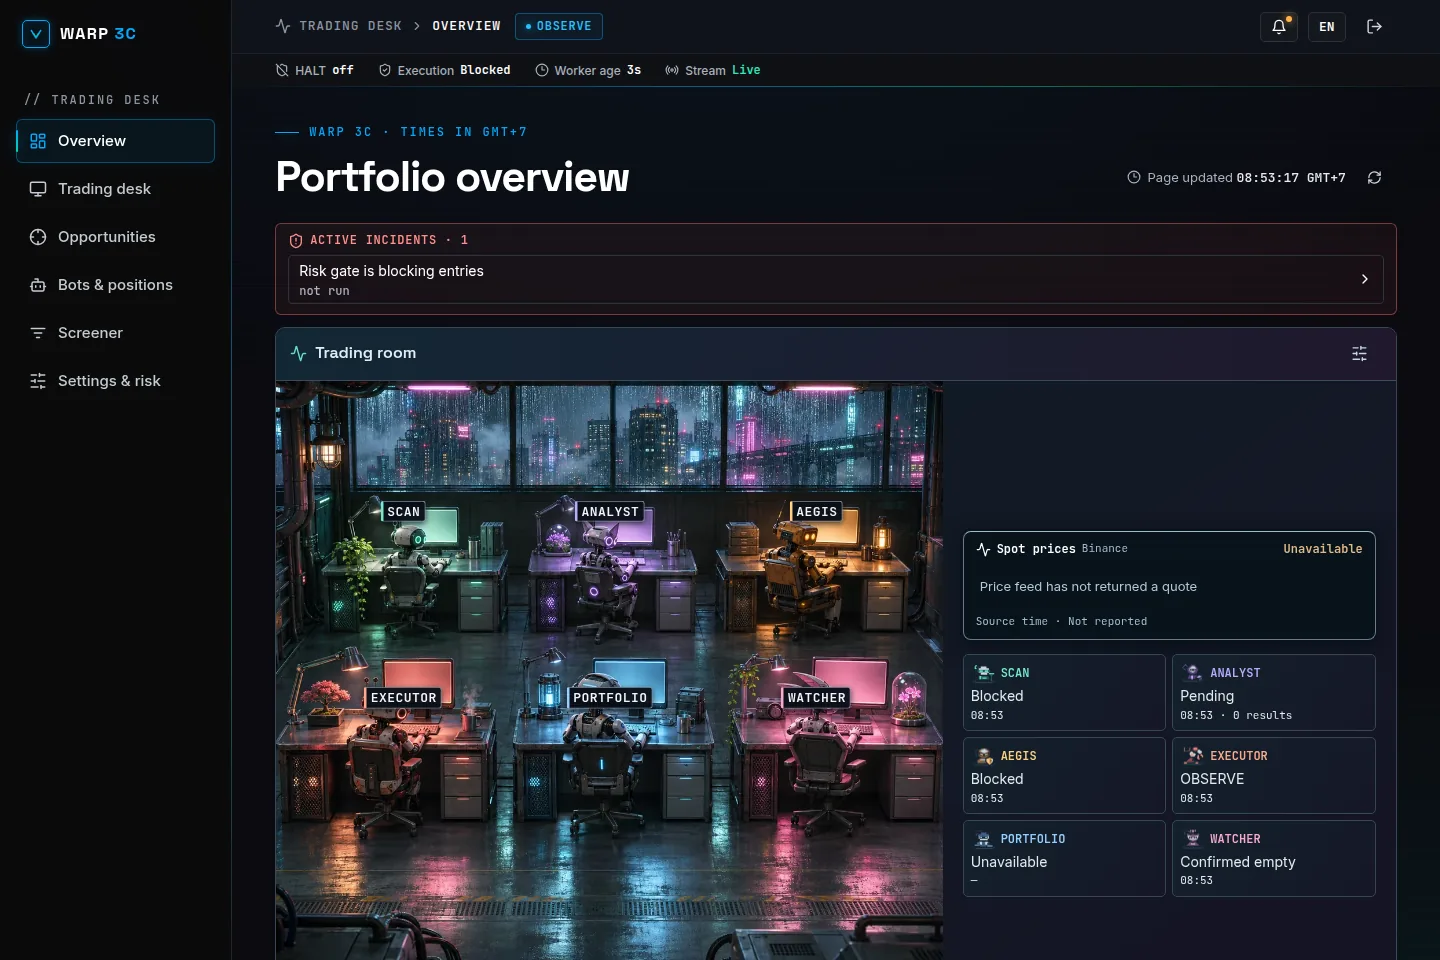 WARP 3C
TRADING DESK > OVERVIEW
OBSERVE
EN
HALT off
Execution Blocked
Worker age 3s
Stream Live
// TRADING DESK
Overview
Trading desk
Opportunities
Bots & positions
Screener
Settings & risk
WARP 3C · TIMES IN GMT+7
Portfolio overview
Page updated 08:53:17 GMT+7
ACTIVE INCIDENTS · 1
Risk gate is blocking entries
not run
Trading room
SCAN
ANALYST
AEGIS
EXECUTOR
PORTFOLIO
WATCHER
Spot prices Binance
Unavailable
Price feed has not returned a quote
Source time · Not reported
SCAN
Blocked
08:53
ANALYST
Pending
08:53 · 0 results
AEGIS
Blocked
08:53
EXECUTOR
OBSERVE
08:53
PORTFOLIO
Unavailable
—
WATCHER
Confirmed empty
08:53